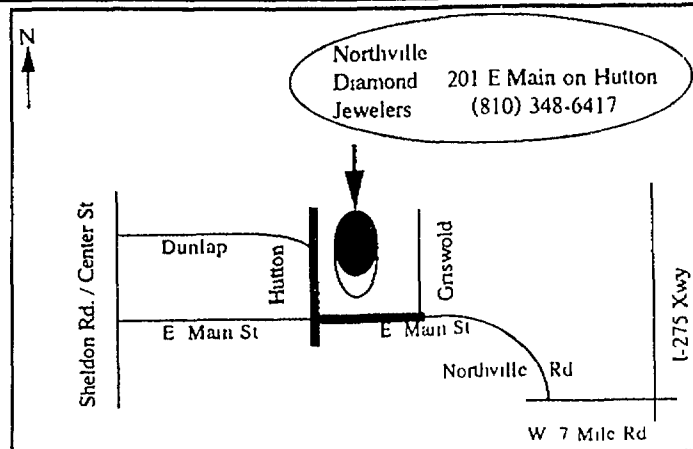 N
Northville
Diamond 201 E Main on Hutton
Jewelers (810) 348-6417
Sheldon Rd. / Center St
Dunlap
Hutton
Griswold
I-275 Xwy
E Main St
E Main St
Northville Rd
W 7 Mile Rd